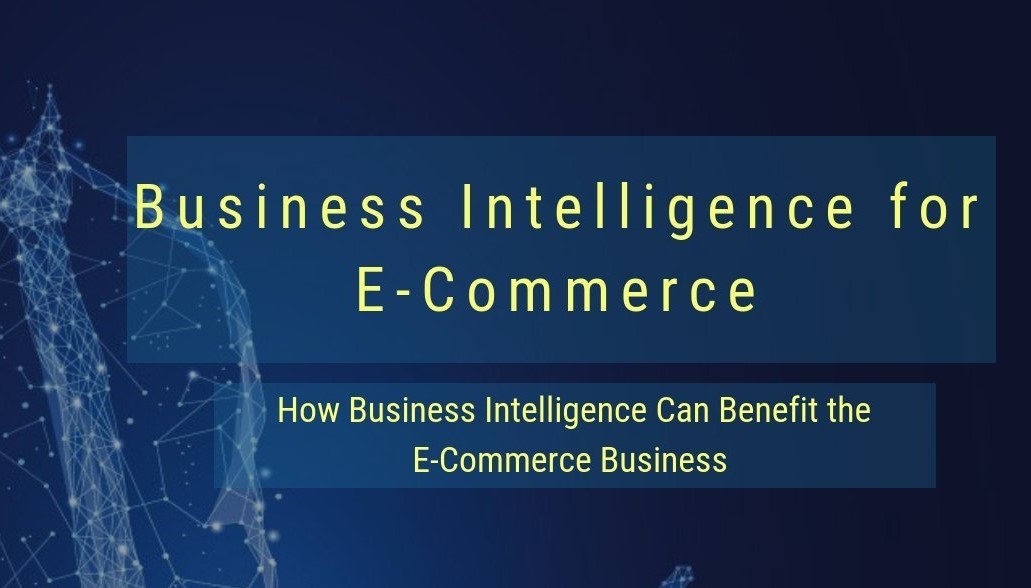 Business Intelligence for
E-Commerce
How Business Intelligence Can Benefit the
E-Commerce Business